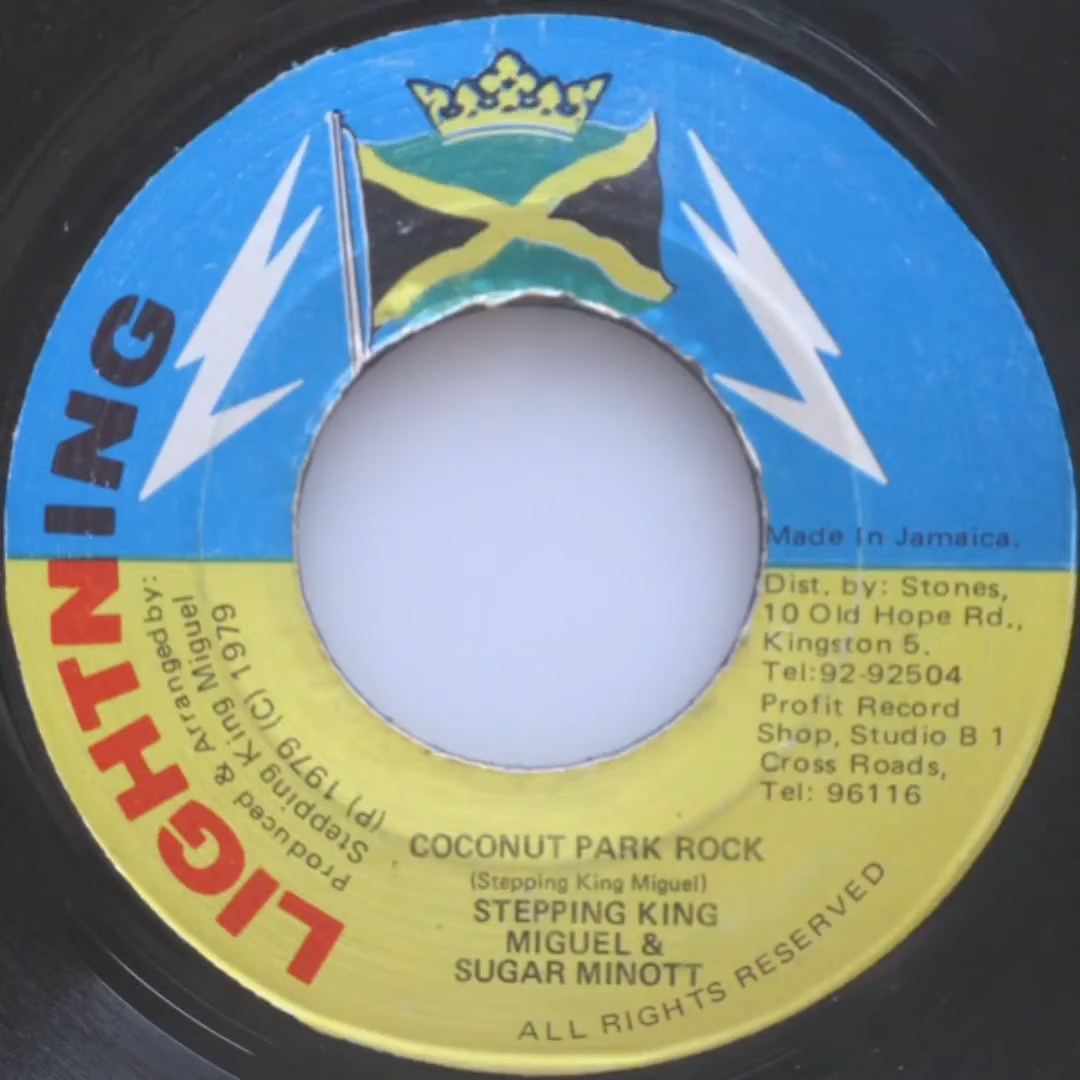 LIGHTNING
Made In Jamaica.
Dist. by: Stones,
10 Old Hope Rd.,
Kingston 5.
Tel:92-92504
Profit Record
Shop, Studio B 1
Cross Roads,
Tel: 96116
Produced & Arranged by:
Stepping King Miguel
(P) 1979 (C) 1979
COCONUT PARK ROCK
(Stepping King Miguel)
STEPPING KING
MIGUEL &
SUGAR MINOTT
ALL RIGHTS RESERVED